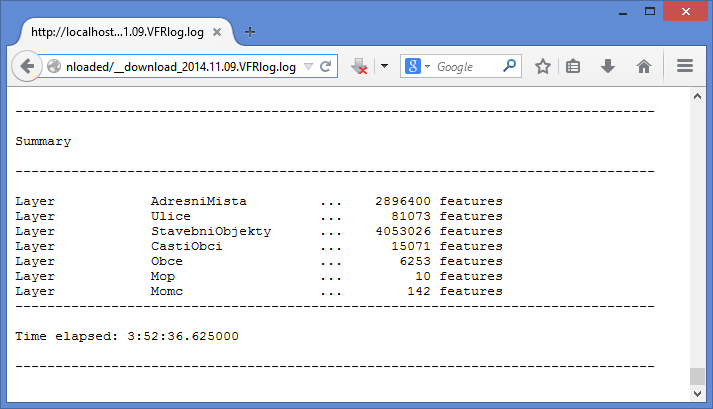 http://localhost...1.09.VFRlog.log
nloaded/__download_2014.11.09.VFRlog.log
Google
--------------------------------------------------------------------------------
Summary
--------------------------------------------------------------------------------
Layer            AdresniMista         ...    2896400 features
Layer            Ulice                ...      81073 features
Layer            StavebniObjekty      ...    4053026 features
Layer            CastiObci            ...      15071 features
Layer            Obce                 ...       6253 features
Layer            Mop                  ...         10 features
Layer            Momc                 ...        142 features
--------------------------------------------------------------------------------
Time elapsed: 3:52:36.625000
--------------------------------------------------------------------------------